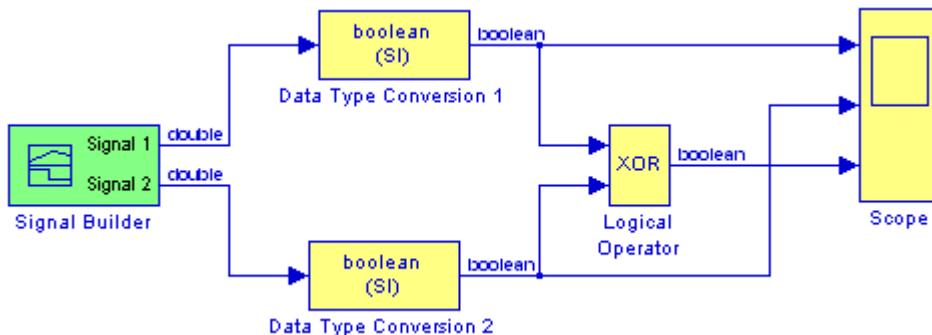 boolean
(SI)
boolean
Data Type Conversion 1
Signal 1
double
Signal 2
double
Signal Builder
XOR
boolean
Logical
Operator
Scope
boolean
(SI)
boolean
Data Type Conversion 2